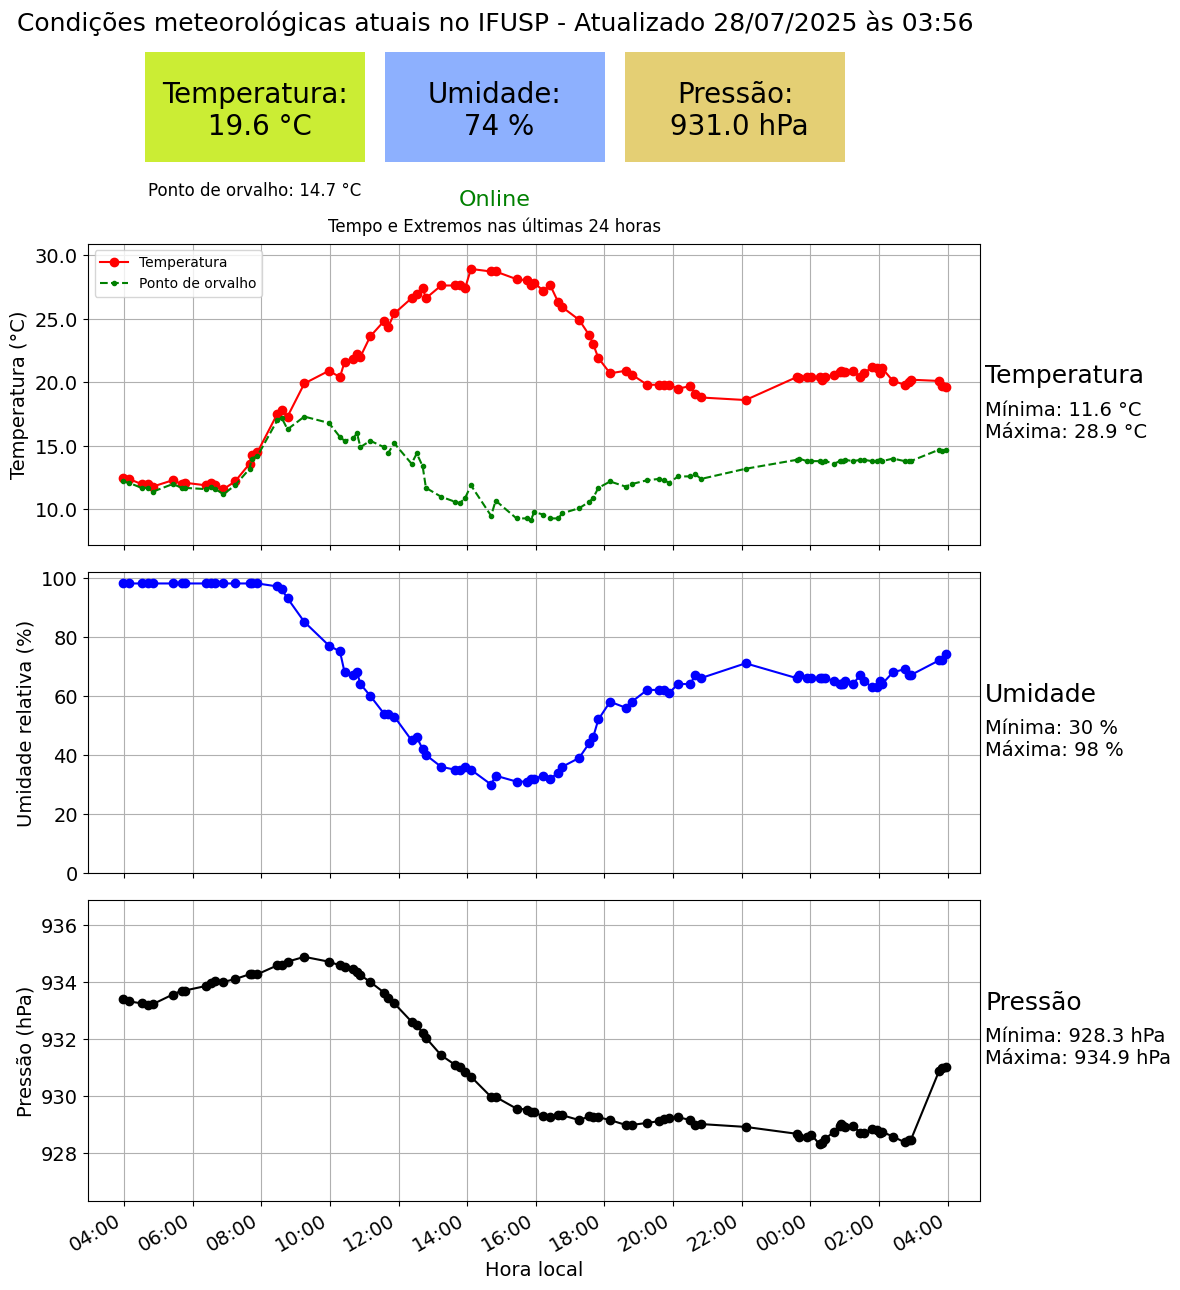 Condições meteorológicas atuais no IFUSP - Atualizado 28/07/2025 às 03:56
Temperatura:
19.6 °C
Umidade:
74 %
Pressão:
931.0 hPa
Ponto de orvalho: 14.7 °C
Online
Tempo e Extremos nas últimas 24 horas
Temperatura
Ponto de orvalho
Temperatura (°C)
30.0
25.0
20.0
15.0
10.0
Temperatura
Mínima: 11.6 °C
Máxima: 28.9 °C
Umidade relativa (%)
100
80
60
40
20
0
Umidade
Mínima: 30 %
Máxima: 98 %
Pressão (hPa)
936
934
932
930
928
Pressão
Mínima: 928.3 hPa
Máxima: 934.9 hPa
04:00 06:00 08:00 10:00 12:00 14:00 16:00 18:00 20:00 22:00 00:00 02:00 04:00
Hora local